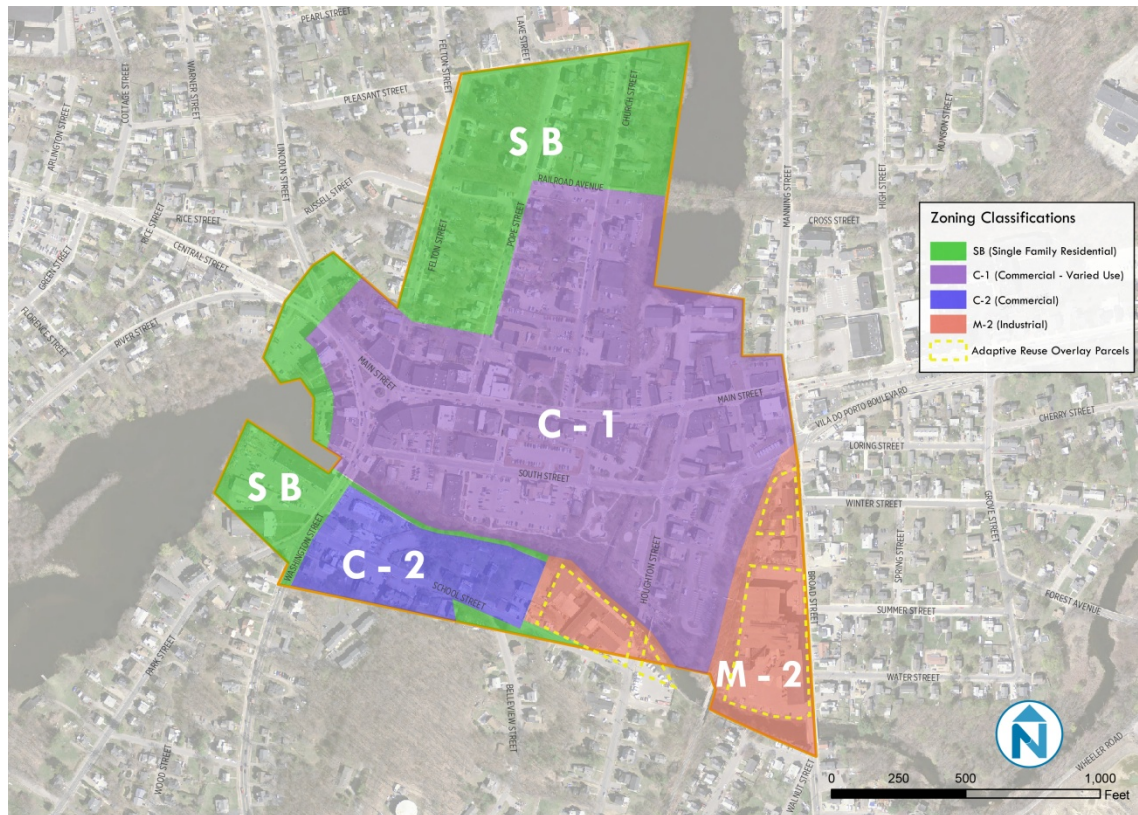 PEARL STREET
LAKE STREET
FELTON STREET
COTTAGE STREET
WARNER STREET
PLEASANT STREET
CHURCH STREET
ARLINGTON STREET
LINCOLN STREET
MUNSON STREET
HIGH STREET
MANNING STREET
S B
RAILROAD AVENUE
RUSSELL STREET
RICE STREET
RICE STREET
CENTRAL STREET
GREEN STREET
FLORENCE STREET
RIVER STREET
POPE STREET
FELTON STREET
CROSS STREET
Zoning Classifications
SB (Single Family Residential)
C-1 (Commercial - Varied Use)
C-2 (Commercial)
M-2 (Industrial)
Adaptive Reuse Overlay Parcels
MAIN STREET
MAIN STREET
C - 1
VILA DO PORTO BOULEVARD
CHERRY STREET
LORING STREET
SOUTH STREET
S B
WINTER STREET
GROVE STREET
WASHINGTON STREET
C - 2
SCHOOL STREET
HOUGHTON STREET
BROAD STREET
SPRING STREET
FOREST AVENUE
SUMMER STREET
PARK STREET
BELLEVIEW STREET
M - 2
WATER STREET
WOOD STREET
WALNUT STREET
WHEELER ROAD
N
0 250 500 1,000
Feet